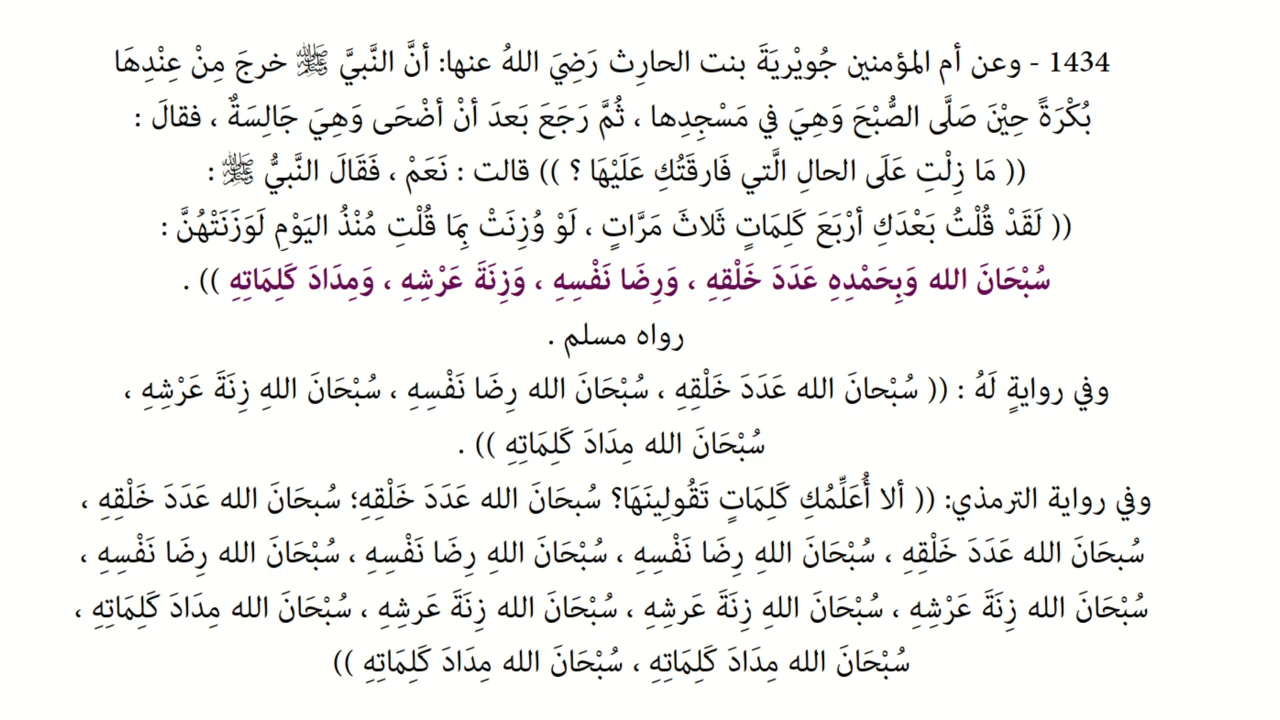 1434 - وعن أم المؤمنين جُويْريَةَ بنت الحارِث رَضِيَ اللهُ عنها: أنَّ النَّبيَّ ﷺ خرجَ مِنْ عِنْدِهَا
بُكْرَةً حِيْنَ صَلَّى الصُّبْحَ وَهِيَ في مَسْجِدِها ، ثُمَّ رَجَعَ بَعدَ أنْ أضْحَى وَهِيَ جَالِسَةٌ ، فقالَ :
(( مَا زِلْتِ عَلَى الحالِ الَّتي فَارقَتُكِ عَلَيْهَا ؟ )) قالت : نَعَمْ ، فَقَالَ النَّبيُّ ﷺ :
(( لَقَدْ قُلْتُ بَعْدَكِ أرْبَعَ كَلِمَاتٍ ثَلاثَ مَرَّاتٍ ، لَوْ وُزِنَتْ بِمَا قُلْتِ مُنْذُ اليَوْمِ لَوَزَنَتْهُنَّ :
سُبْحَانَ الله وَبِحَمْدِهِ عَدَدَ خَلْقِهِ ، وَرِضَا نَفْسِهِ ، وَزِنَةَ عَرْشِهِ ، وَمِدَادَ كَلِمَاتِهِ )) .
رواه مسلم .
وفي روايةٍ لَهُ : (( سُبْحانَ الله عَدَدَ خَلْقِهِ ، سُبْحَانَ الله رِضَا نَفْسِهِ ، سُبْحَانَ اللهِ زِنَةَ عَرْشِهِ ،
سُبْحَانَ الله مِدَادَ كَلِمَاتِهِ )) .
وفي رواية الترمذي: (( ألا أُعَلِّمُكِ كَلِمَاتٍ تَقُولِينَهَا؟ سُبحَانَ الله عَدَدَ خَلْقِهِ؛ سُبحَانَ الله عَدَدَ خَلْقِهِ ،
سُبحَانَ الله عَدَدَ خَلْقِهِ ، سُبْحَانَ اللهِ رِضَا نَفْسِهِ ، سُبْحَانَ اللهِ رِضَا نَفْسِهِ ، سُبْحَانَ الله رِضَا نَفْسِهِ ،
سُبْحَانَ الله زِنَةَ عَرْشِهِ ، سُبْحَانَ اللهِ زِنَةَ عَرشِهِ ، سُبْحَانَ الله زِنَةَ عَرشِهِ ، سُبْحَانَ الله مِدَادَ كَلِمَاتِهِ ،
سُبْحَانَ الله مِدَادَ كَلِمَاتِهِ ، سُبْحَانَ الله مِدَادَ كَلِمَاتِهِ ))